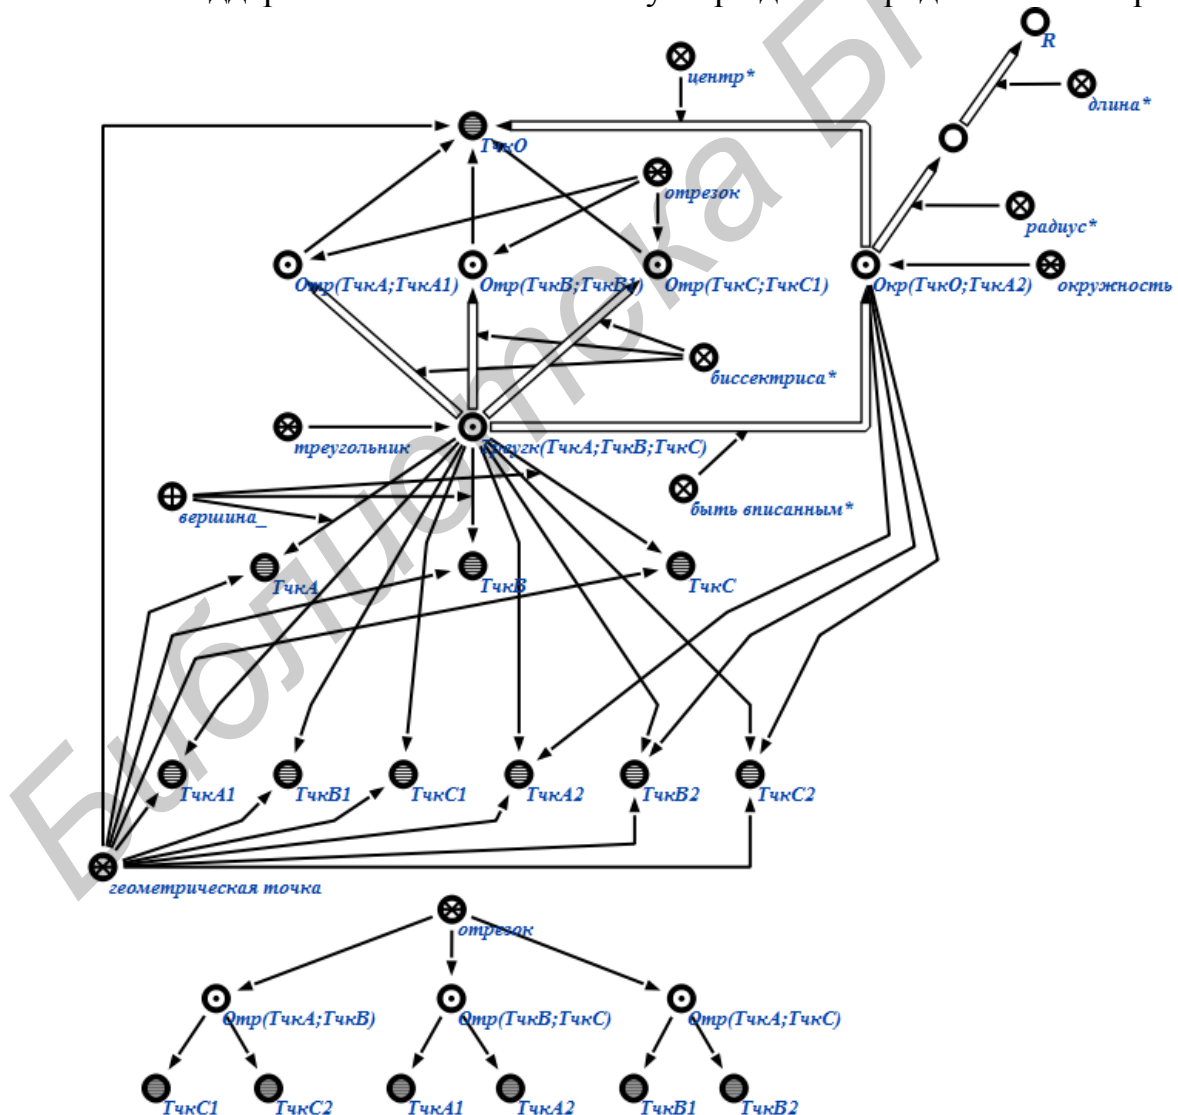 R
центр*
длина*
ТчкО
отрезок
радиус*
Отр(ТчкА;ТчкА1)
Отр(ТчкВ;ТчкВ1)
Отр(ТчкС;ТчкС1)
Окр(ТчкО;ТчкА2)
окружность
биссектриса*
треугольник
Треугк(ТчкА;ТчкВ;ТчкС)
быть вписанным*
вершина_
ТчкА
ТчкВ
ТчкС
ТчкА1
ТчкВ1
ТчкС1
ТчкА2
ТчкВ2
ТчкС2
геометрическая точка
отрезок
Отр(ТчкА;ТчкВ)
Отр(ТчкВ;ТчкС)
Отр(ТчкА;ТчкС)
ТчкС1
ТчкС2
ТчкА1
ТчкА2
ТчкВ1
ТчкВ2
Библиотека